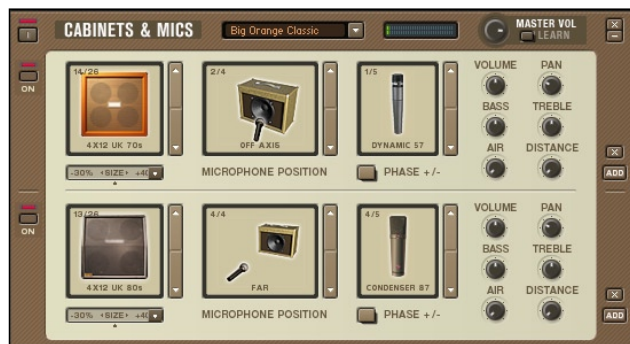 CABINETS & MICS
Big Orange Classic
MASTER VOL
LEARN
ON
14/26
4X12 UK 70s
2/4
OFF AXIS
1/5
DYNAMIC 57
VOLUME PAN
BASS TREBLE
AIR DISTANCE
-30% ◂SIZE▸ +40
MICROPHONE POSITION
PHASE +/-
ADD
ON
13/26
4X12 UK 80s
4/4
FAR
4/5
CONDENSER 87
VOLUME PAN
BASS TREBLE
AIR DISTANCE
-30% ◂SIZE▸ +40
MICROPHONE POSITION
PHASE +/-
ADD